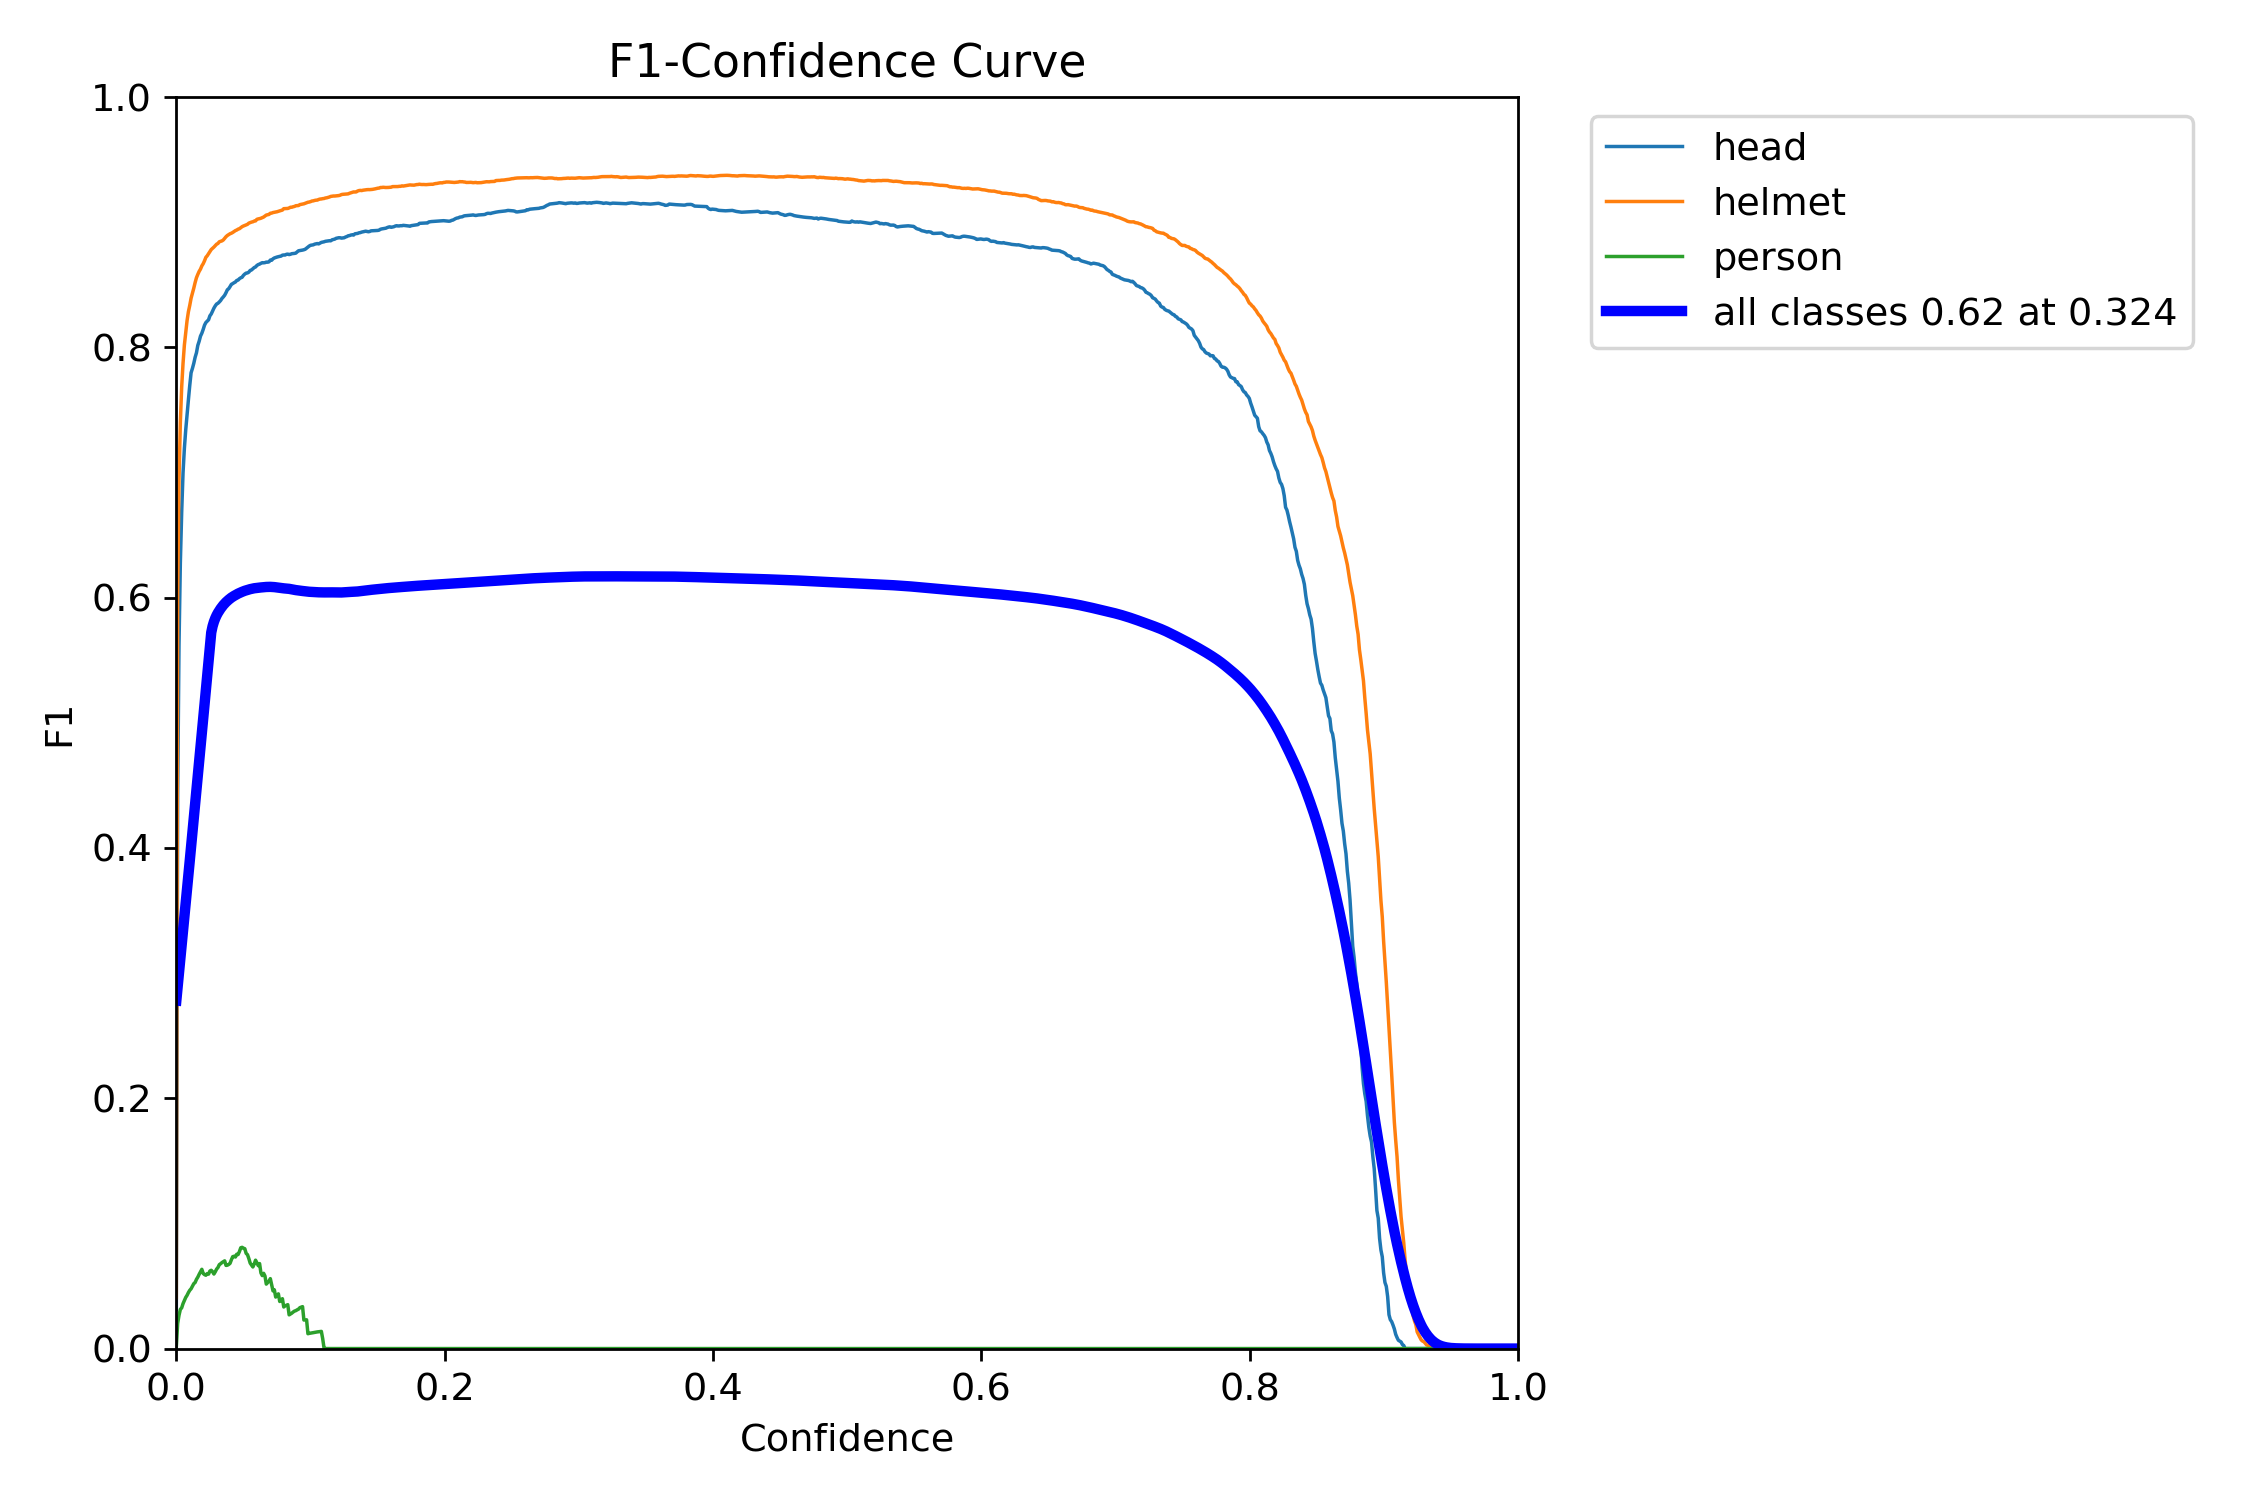 F1-Confidence Curve
1.0
0.8
0.6
0.4
0.2
0.0
F1
0.0 0.2 0.4 0.6 0.8 1.0
Confidence
head
helmet
person
all classes 0.62 at 0.324